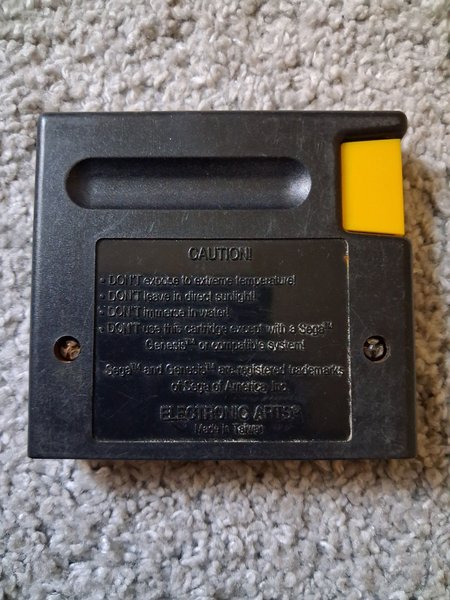 CAUTION!
• DON'T expose to extreme temperature!
• DON'T leave in direct sunlight!
• DON'T immerse in water!
• DON'T use this cartridge except with a Sega™
Genesis™ or compatible system!
Sega™ and Genesis™ are registered trademarks
of Sega of America, Inc.
ELECTRONIC ARTS®
Made in Taiwan